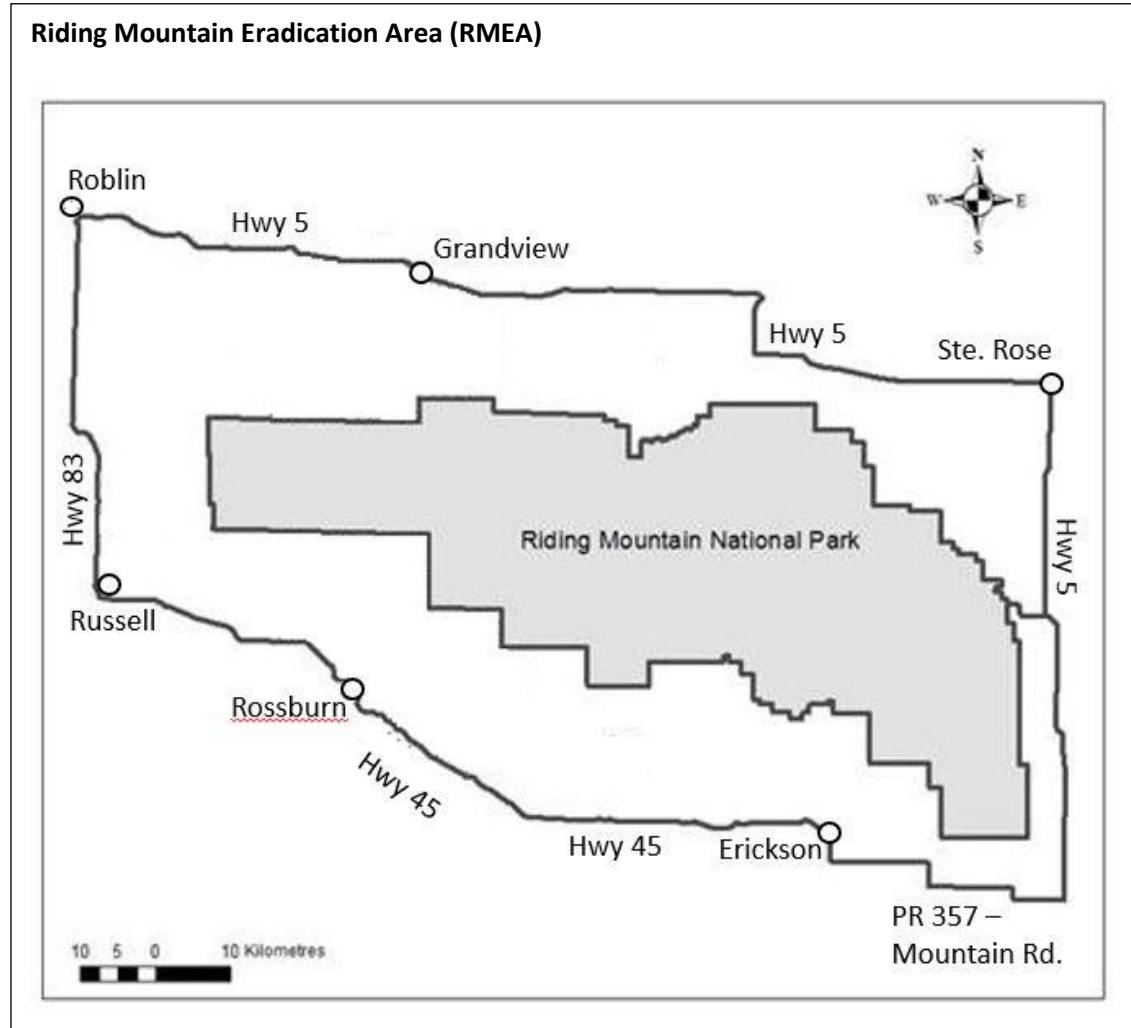 Riding Mountain Eradication Area (RMEA)
N
W E
S
Roblin
Hwy 5
Grandview
Hwy 5
Ste. Rose
Hwy 83
Riding Mountain National Park
Hwy 5
Russell
Rossburn
Hwy 45
Hwy 45
Erickson
PR 357 –
Mountain Rd.
10 5 0 10 Kilometres